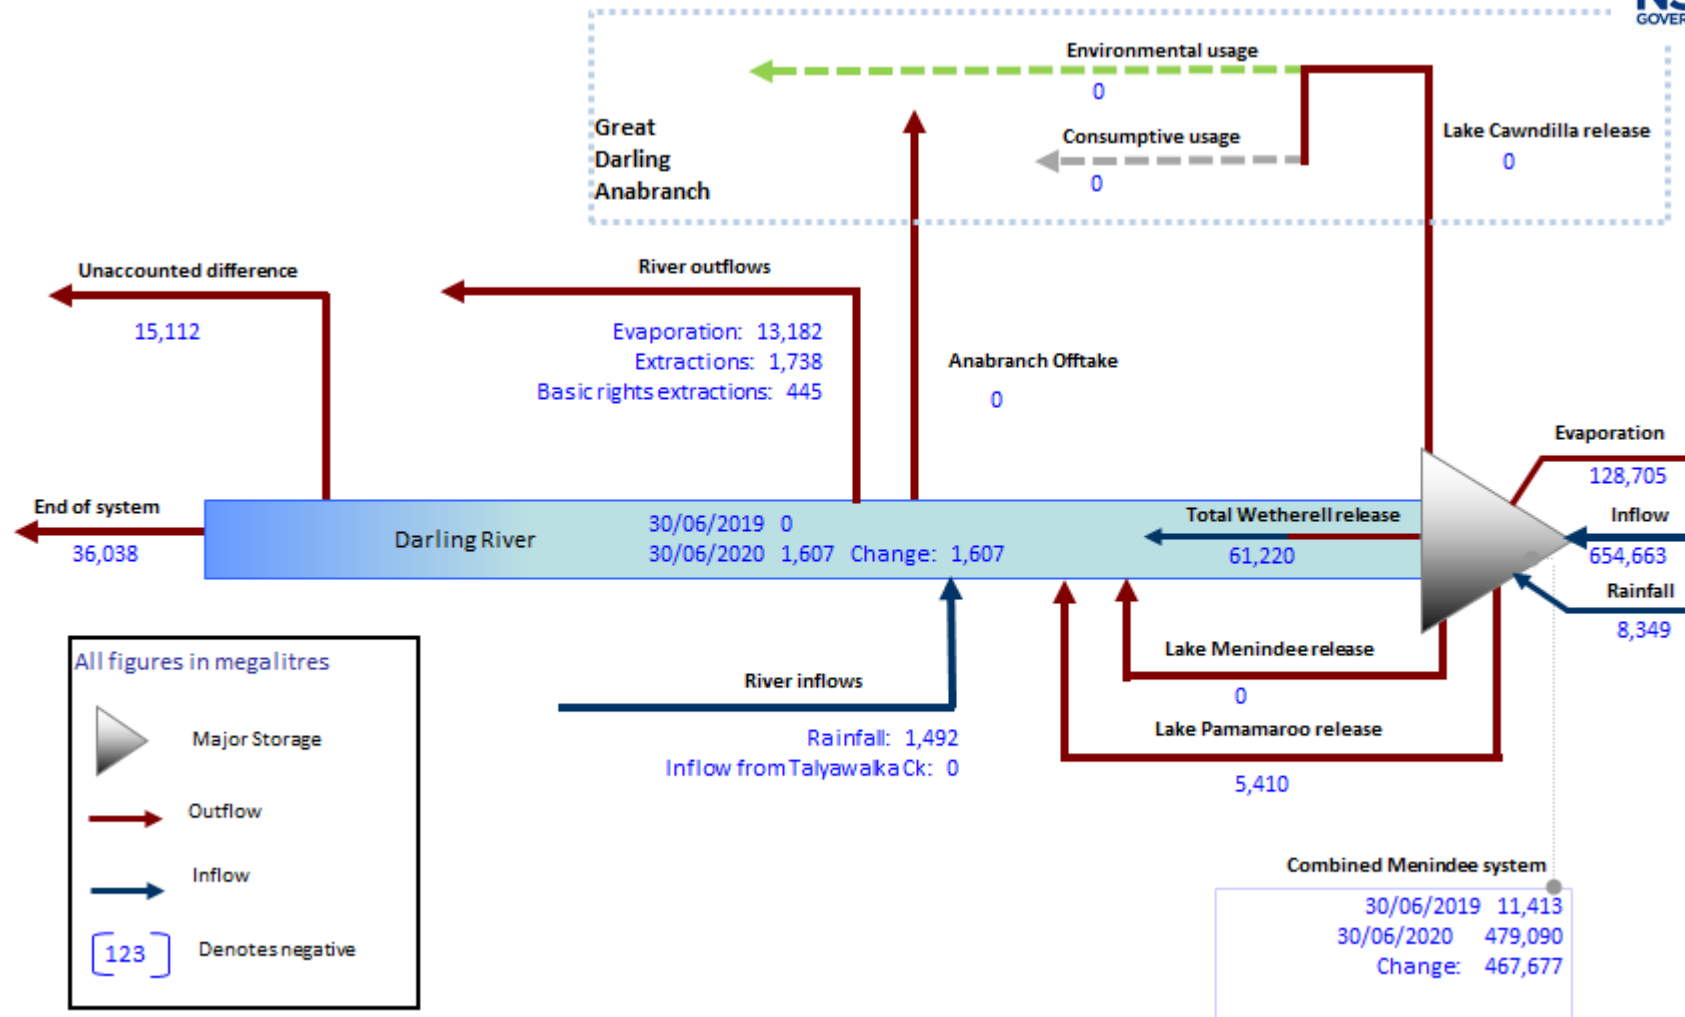 GOVER
Environmental usage
0
Great
Darling
Anabranch
Consumptive usage
0
Lake Cawndilla release
0
Unaccounted difference
15,112
River outflows
Evaporation: 13,182
Extractions: 1,738
Basic rights extractions: 445
Anabranch Offtake
0
Evaporation
128,705
End of system
36,038
Darling River
30/06/2019 0
30/06/2020 1,607 Change: 1,607
Total Wetherell release
61,220
Inflow
654,663
Rainfall
8,349
Lake Menindee release
0
River inflows
Rainfall: 1,492
Inflow from Talyawalka Ck: 0
Lake Pamamaroo release
5,410
All figures in megalitres
Major Storage
Outflow
Inflow
123 Denotes negative
Combined Menindee system
30/06/2019 11,413
30/06/2020 479,090
Change: 467,677